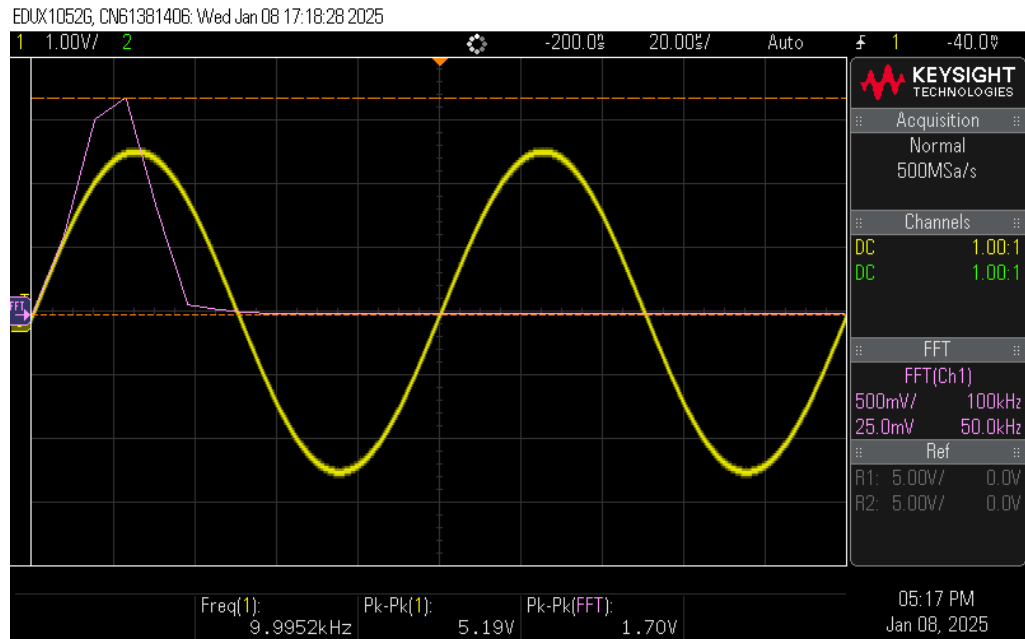 EDUX1052G, CN61381406: Wed Jan 08 17:18:28 2025
1 1.00V/ 2 -200.0ns 20.00us/ Auto 1 -40.0mV
KEYSIGHT
TECHNOLOGIES
Acquisition
Normal
500MSa/s
Channels
DC 1.00:1
DC 1.00:1
T
FFT
FFT
FFT(Ch1)
500mV/ 100kHz
25.0mV 50.0kHz
Ref
R1: 5.00V/ 0.0V
R2: 5.00V/ 0.0V
Freq(1): Pk-Pk(1): Pk-Pk(FFT):
9.9952kHz 5.19V 1.70V
05:17 PM
Jan 08, 2025